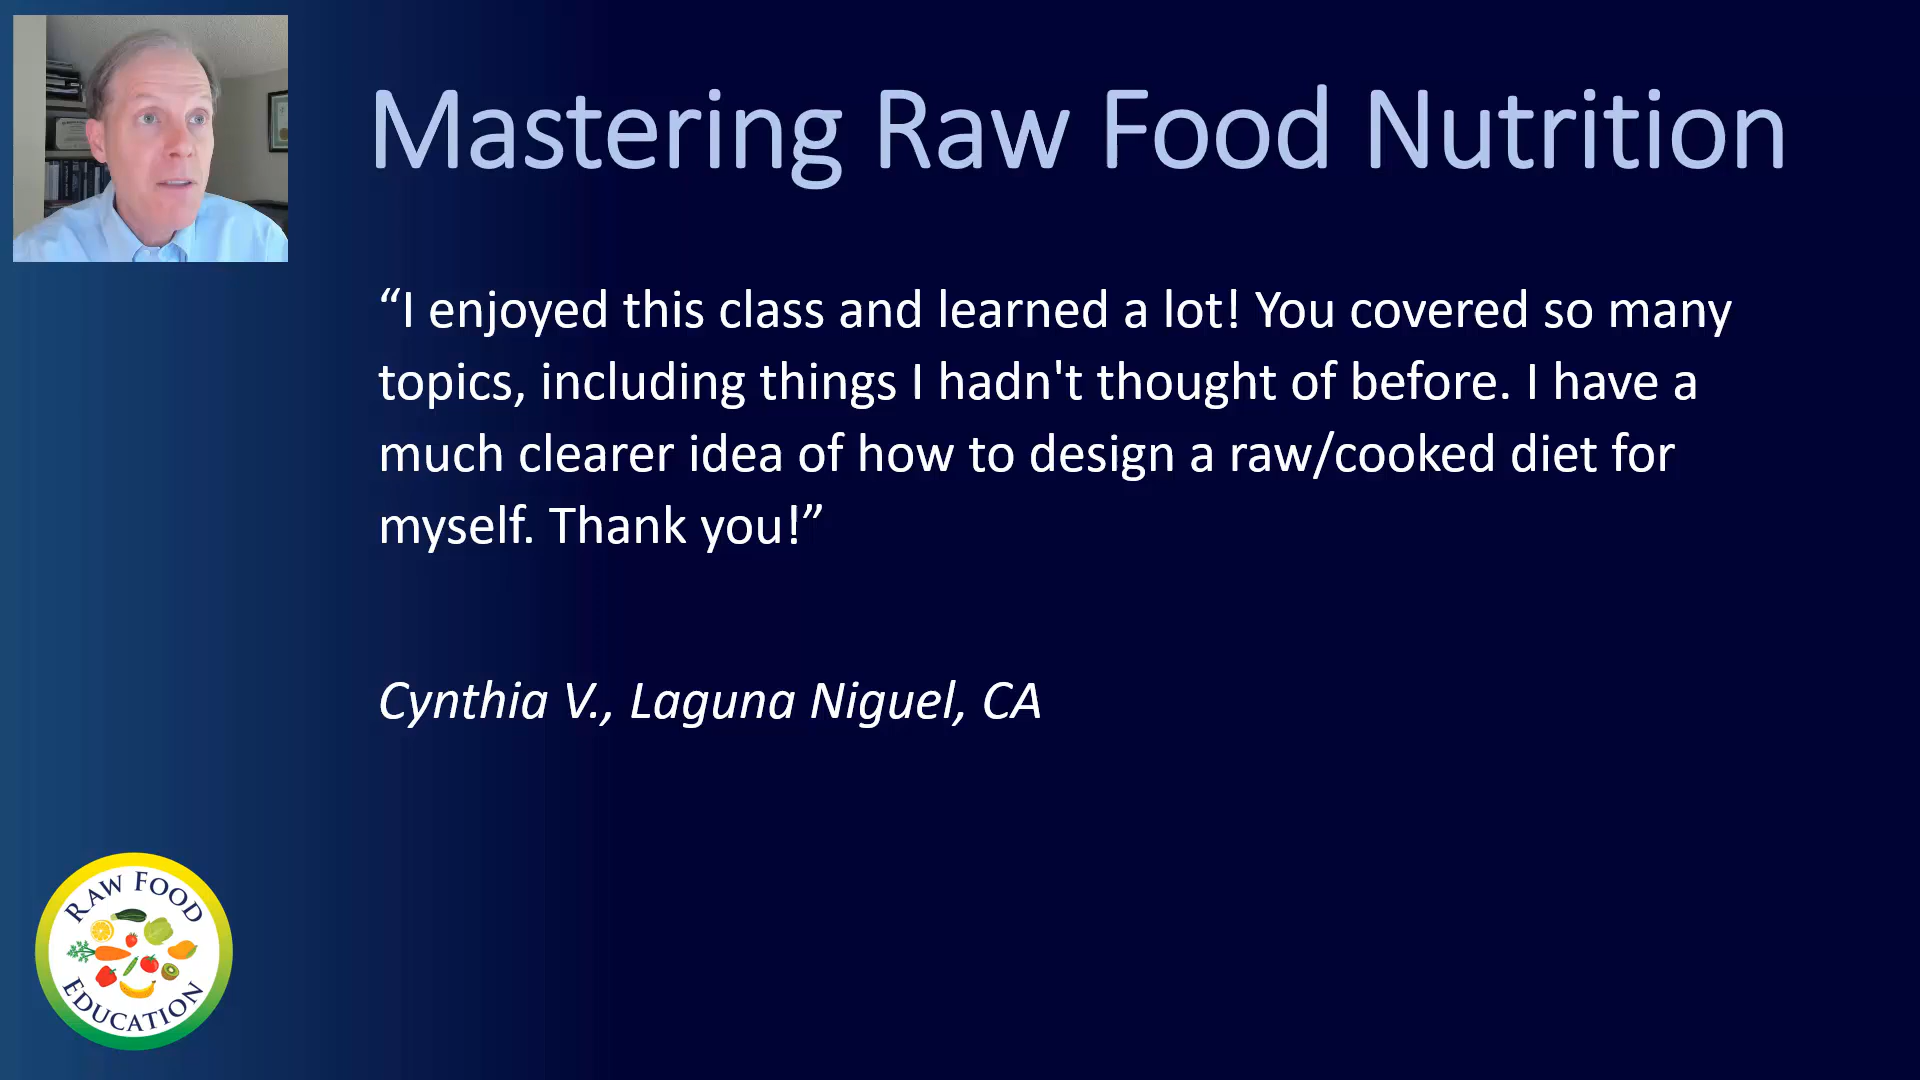 Mastering Raw Food Nutrition
“I enjoyed this class and learned a lot! You covered so many
topics, including things I hadn't thought of before. I have a
much clearer idea of how to design a raw/cooked diet for
myself. Thank you!”
Cynthia V., Laguna Niguel, CA
RAW FOOD
EDUCATION